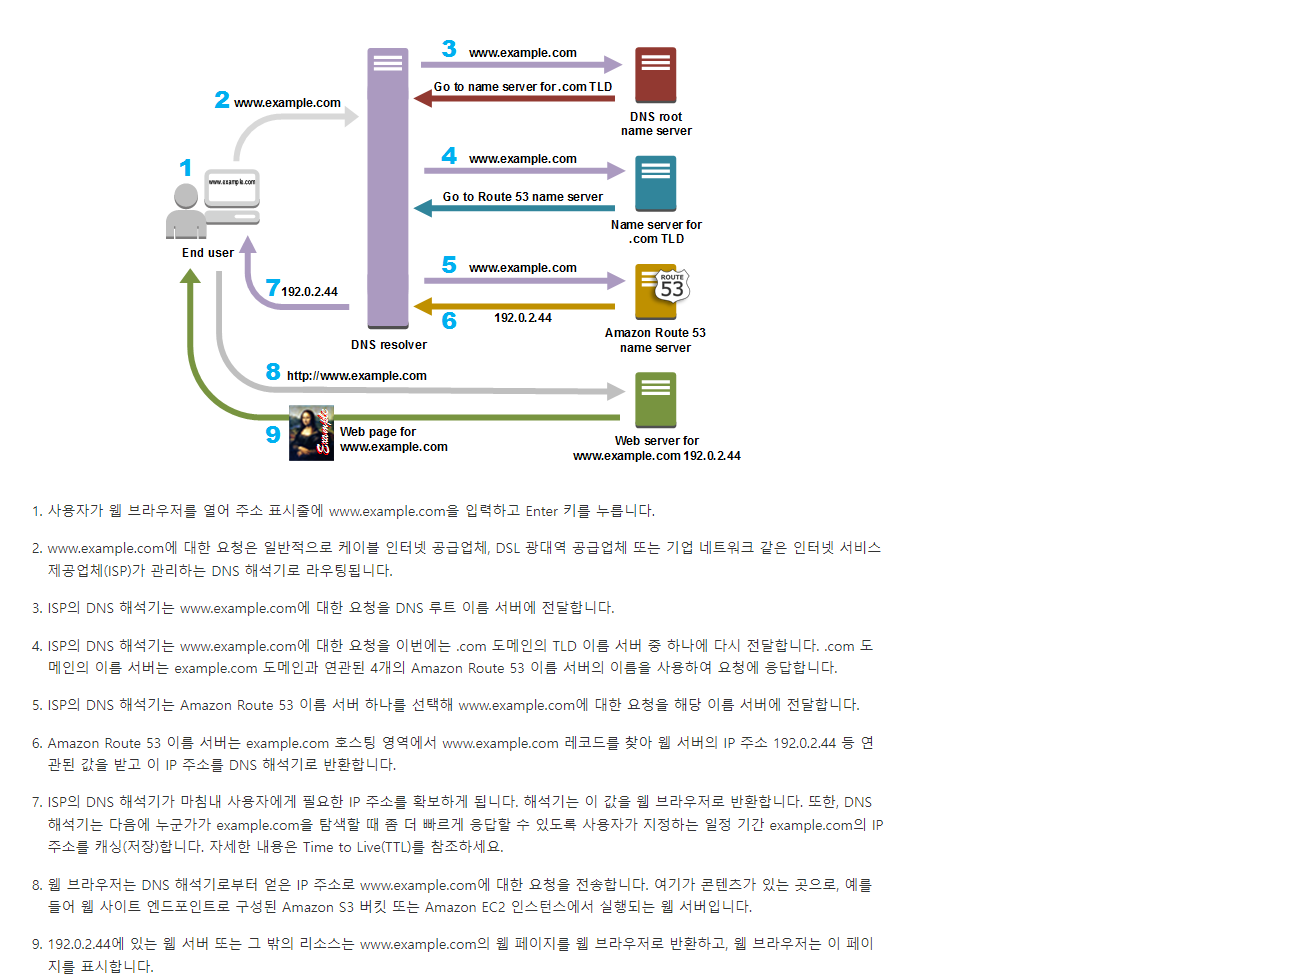 3 www.example.com
Go to name server for .com TLD
DNS root
name server
2 www.example.com
4 www.example.com
Go to Route 53 name server
Name server for
.com TLD
1
www.example.com
End user
5 www.example.com
ROUTE
53
7 192.0.2.44
6 192.0.2.44
Amazon Route 53
name server
DNS resolver
8 http://www.example.com
9
Example
Web page for
www.example.com
Web server for
www.example.com 192.0.2.44
1. 사용자가 웹 브라우저를 열어 주소 표시줄에 www.example.com을 입력하고 Enter 키를 누릅니다.
2. www.example.com에 대한 요청은 일반적으로 케이블 인터넷 공급업체, DSL 광대역 공급업체 또는 기업 네트워크 같은 인터넷 서비스
제공업체(ISP)가 관리하는 DNS 해석기로 라우팅됩니다.
3. ISP의 DNS 해석기는 www.example.com에 대한 요청을 DNS 루트 이름 서버에 전달합니다.
4. ISP의 DNS 해석기는 www.example.com에 대한 요청을 이번에는 .com 도메인의 TLD 이름 서버 중 하나에 다시 전달합니다. .com 도
메인의 이름 서버는 example.com 도메인과 연관된 4개의 Amazon Route 53 이름 서버의 이름을 사용하여 요청에 응답합니다.
5. ISP의 DNS 해석기는 Amazon Route 53 이름 서버 하나를 선택해 www.example.com에 대한 요청을 해당 이름 서버에 전달합니다.
6. Amazon Route 53 이름 서버는 example.com 호스팅 영역에서 www.example.com 레코드를 찾아 웹 서버의 IP 주소 192.0.2.44 등 연
관된 값을 받고 이 IP 주소를 DNS 해석기로 반환합니다.
7. ISP의 DNS 해석기가 마침내 사용자에게 필요한 IP 주소를 확보하게 됩니다. 해석기는 이 값을 웹 브라우저로 반환합니다. 또한, DNS
해석기는 다음에 누군가가 example.com을 탐색할 때 좀 더 빠르게 응답할 수 있도록 사용자가 지정하는 일정 기간 example.com의 IP
주소를 캐싱(저장)합니다. 자세한 내용은 Time to Live(TTL)를 참조하세요.
8. 웹 브라우저는 DNS 해석기로부터 얻은 IP 주소로 www.example.com에 대한 요청을 전송합니다. 여기가 콘텐츠가 있는 곳으로, 예를
들어 웹 사이트 엔드포인트로 구성된 Amazon S3 버킷 또는 Amazon EC2 인스턴스에서 실행되는 웹 서버입니다.
9. 192.0.2.44에 있는 웹 서버 또는 그 밖의 리소스는 www.example.com의 웹 페이지를 웹 브라우저로 반환하고, 웹 브라우저는 이 페이
지를 표시합니다.